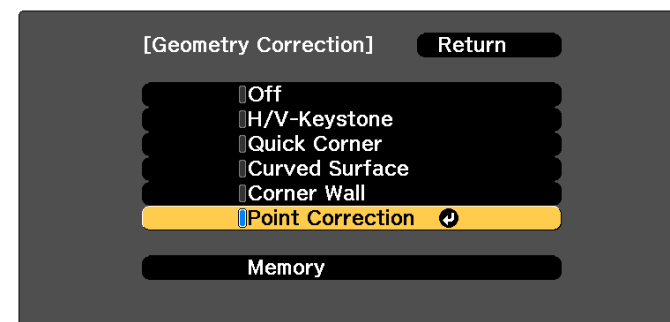 [Geometry Correction] Return
Off
H/V-Keystone
Quick Corner
Curved Surface
Corner Wall
Point Correction
Memory